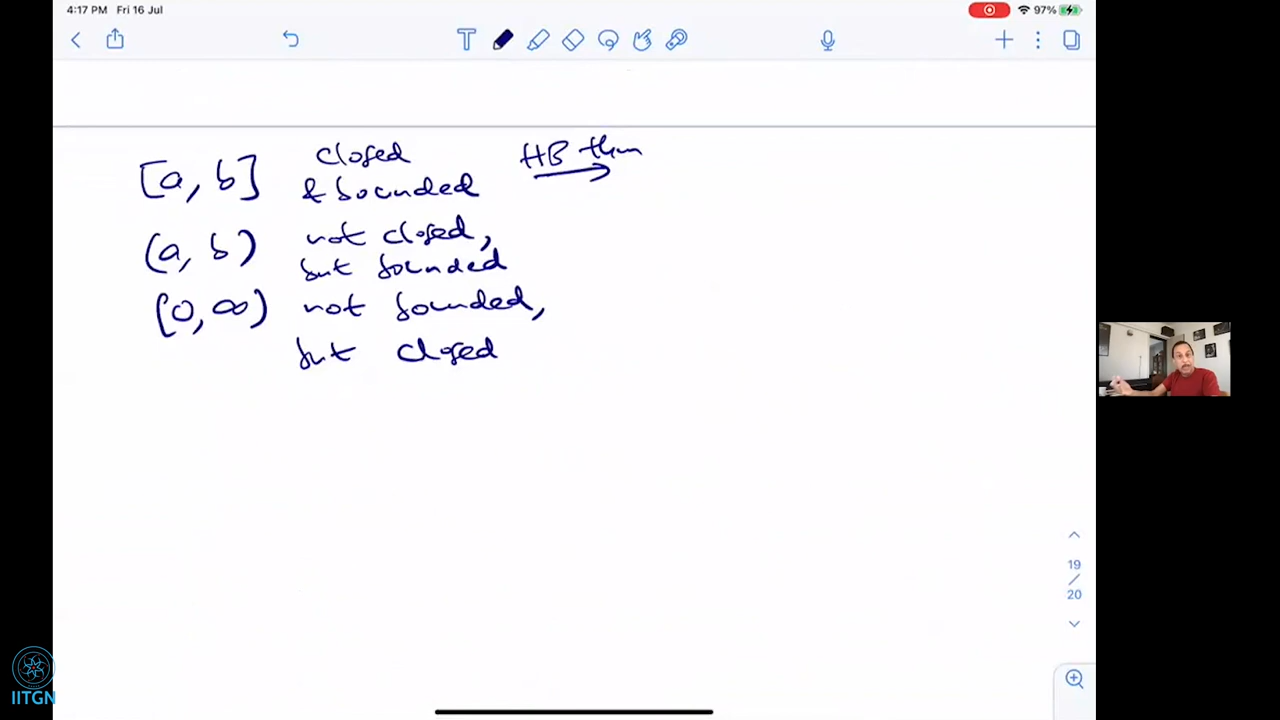 4:17 PM Fri 16 Jul
97%
[a, b] closed & bounded HB thm →
(a, b) not closed, but bounded
[0, ∞) not bounded, but closed
19 / 20
IITGN